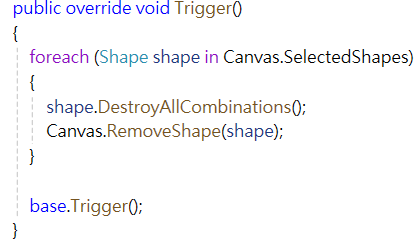 public override void Trigger()
{
foreach (Shape shape in Canvas.SelectedShapes)
{
shape.DestroyAllCombinations();
Canvas.RemoveShape(shape);
}
base.Trigger();
}